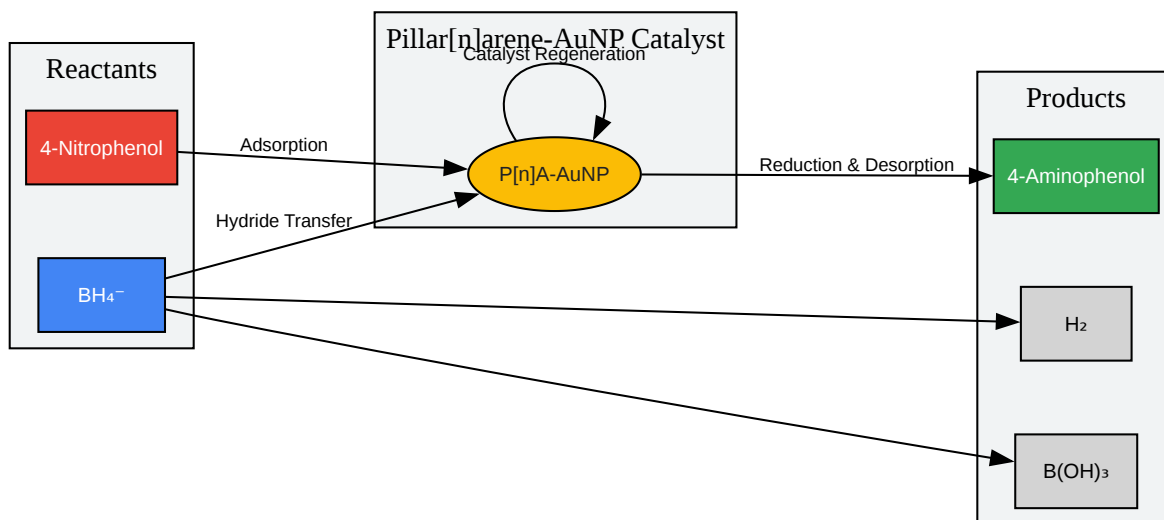 Pillar[n]arene-AuNP Catalyst
Catalyst Regeneration
Reactants
Products
4-Nitrophenol
Adsorption
P[n]A-AuNP
Reduction & Desorption
4-Aminophenol
Hydride Transfer
BH₄⁻
H₂
B(OH)₃